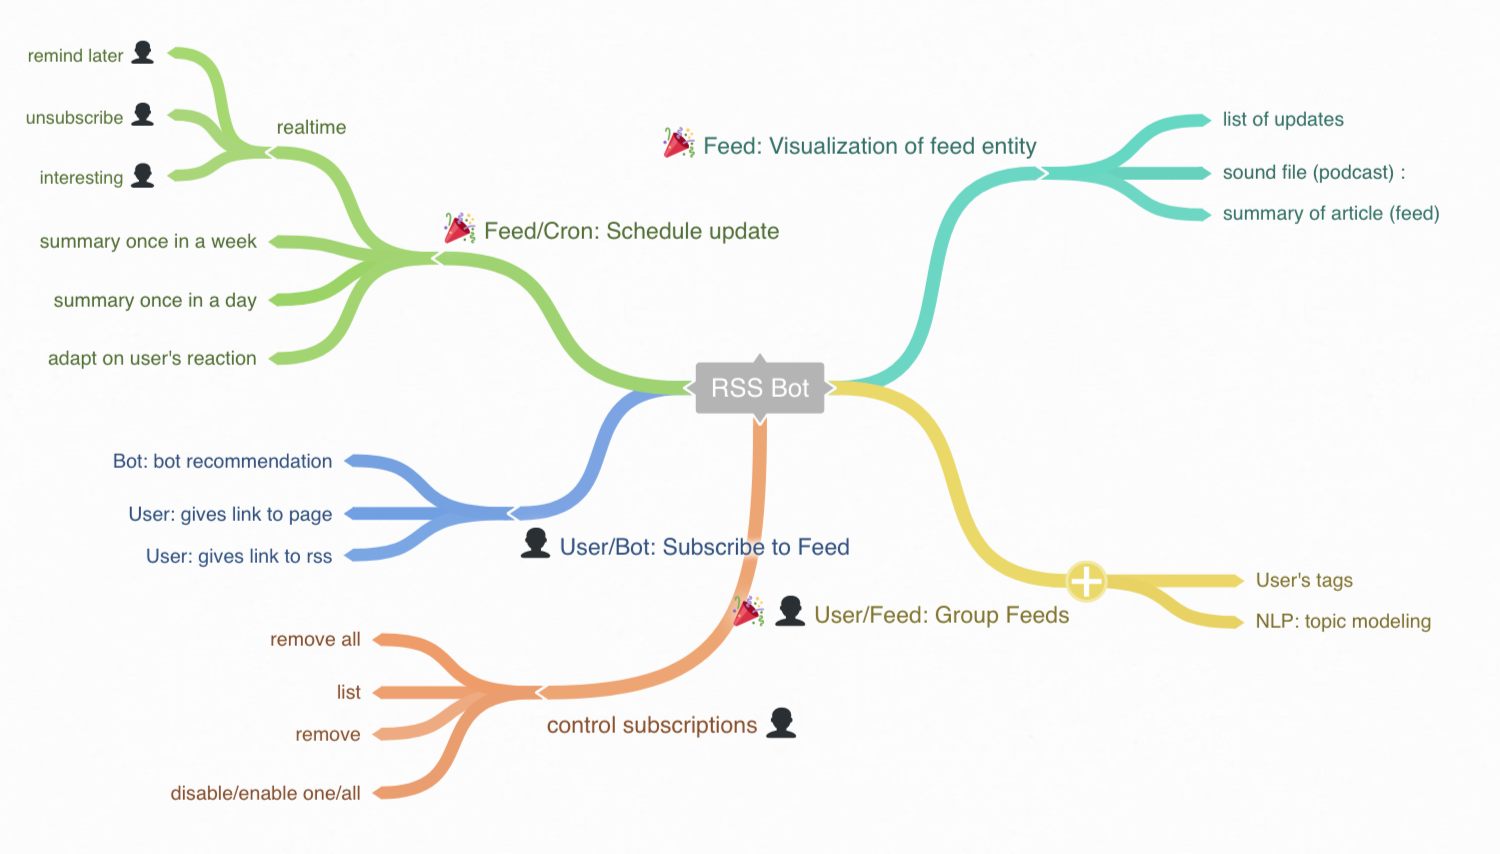 remind later
unsubscribe
interesting
realtime
summary once in a week
summary once in a day
adapt on user's reaction
Feed/Cron: Schedule update
Feed: Visualization of feed entity
list of updates
sound file (podcast) :
summary of article (feed)
RSS Bot
Bot: bot recommendation
User: gives link to page
User: gives link to rss
User/Bot: Subscribe to Feed
User/Feed: Group Feeds
User's tags
NLP: topic modeling
remove all
list
remove
disable/enable one/all
control subscriptions